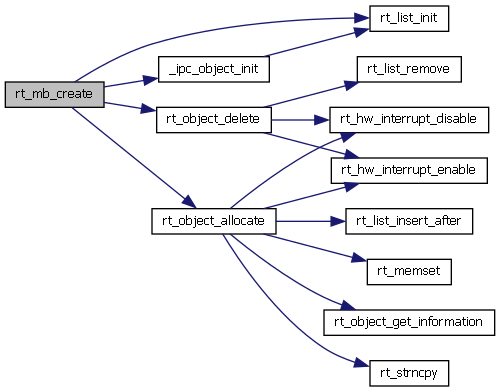 rt_list_init
_ipc_object_init
rt_list_remove
rt_mb_create
rt_object_delete
rt_hw_interrupt_disable
rt_hw_interrupt_enable
rt_object_allocate
rt_list_insert_after
rt_memset
rt_object_get_information
rt_strncpy